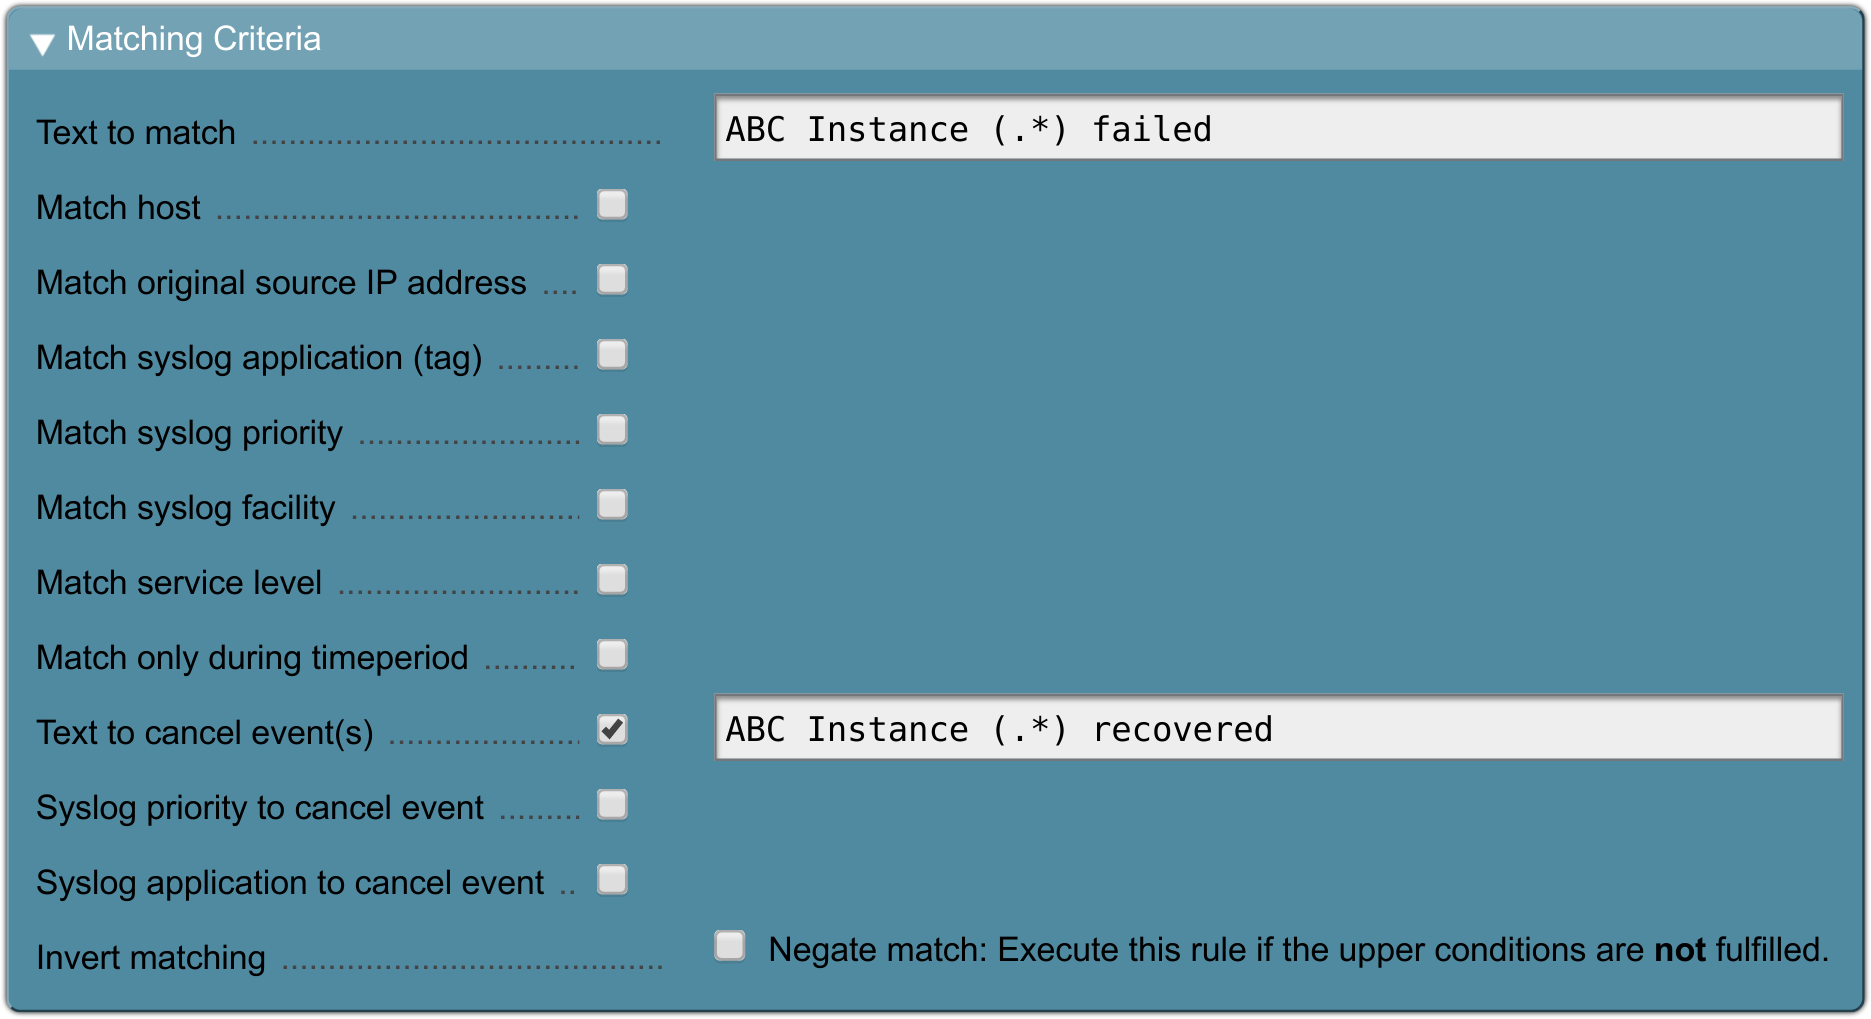 Matching Criteria
Text to match ABC Instance (.*) failed
Match host
Match original source IP address
Match syslog application (tag)
Match syslog priority
Match syslog facility
Match service level
Match only during timeperiod
Text to cancel event(s) ABC Instance (.*) recovered
Syslog priority to cancel event
Syslog application to cancel event
Invert matching Negate match: Execute this rule if the upper conditions are not fulfilled.